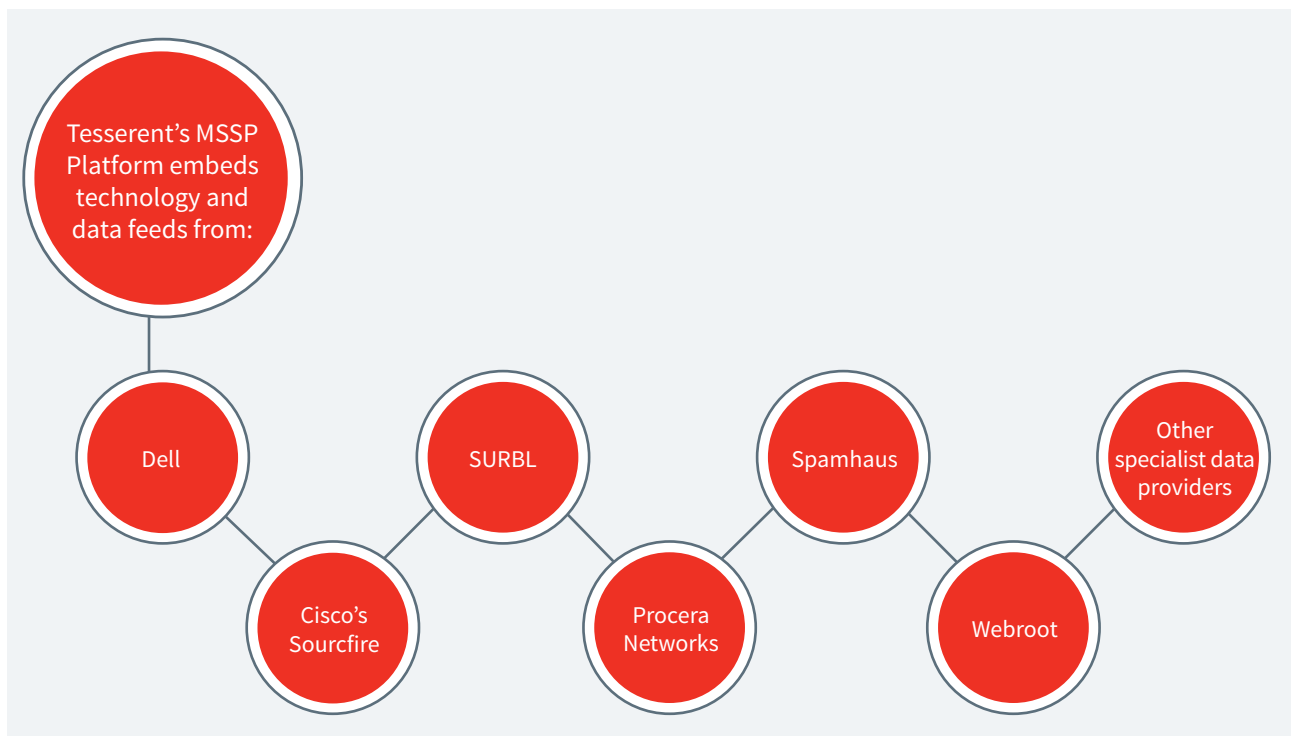 Tesserent’s MSSP
Platform embeds
technology and
data feeds from:
Dell
Cisco’s
Sourcfire
SURBL
Procera
Networks
Spamhaus
Webroot
Other
specialist data
providers